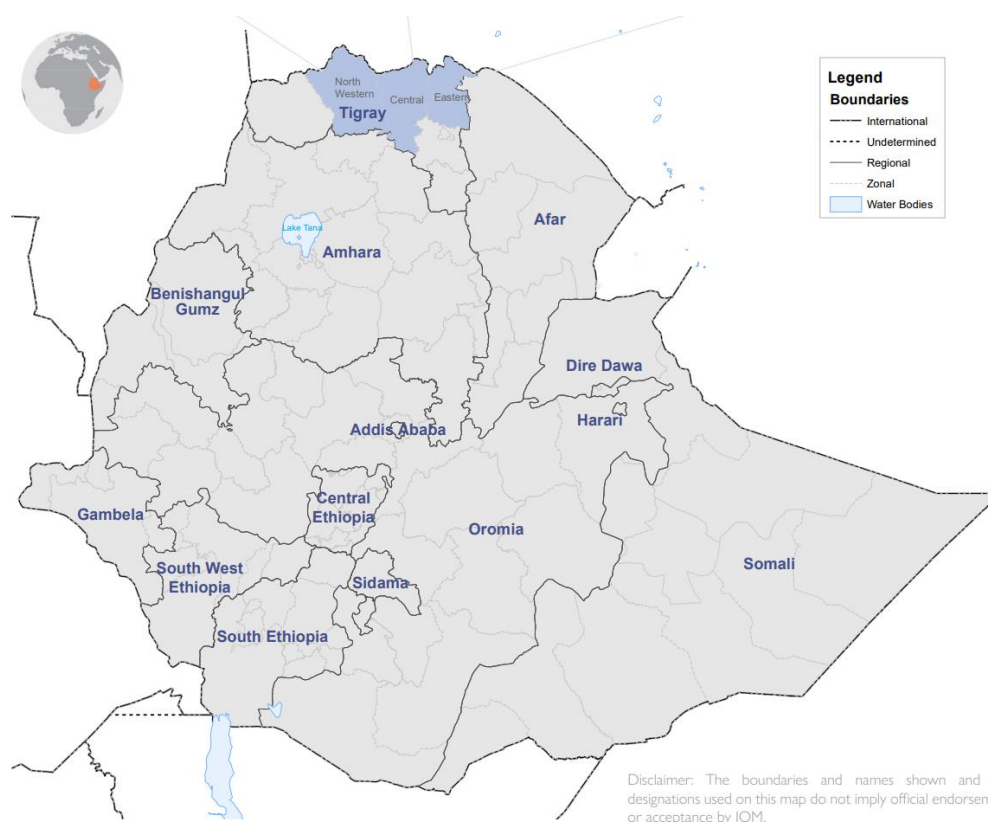 North
Western
Central
Eastern
Tigray
Legend
Boundaries
International
Undetermined
Regional
Zonal
Water Bodies
Afar
Lake Tana
Amhara
Benishangul
Gumz
Dire Dawa
Harari
Addis Ababa
Central
Ethiopia
Gambela
Oromia
Somali
South West
Ethiopia
Sidama
South Ethiopia
Disclaimer: The boundaries and names shown and
designations used on this map do not imply official endorsem
or acceptance by IOM.